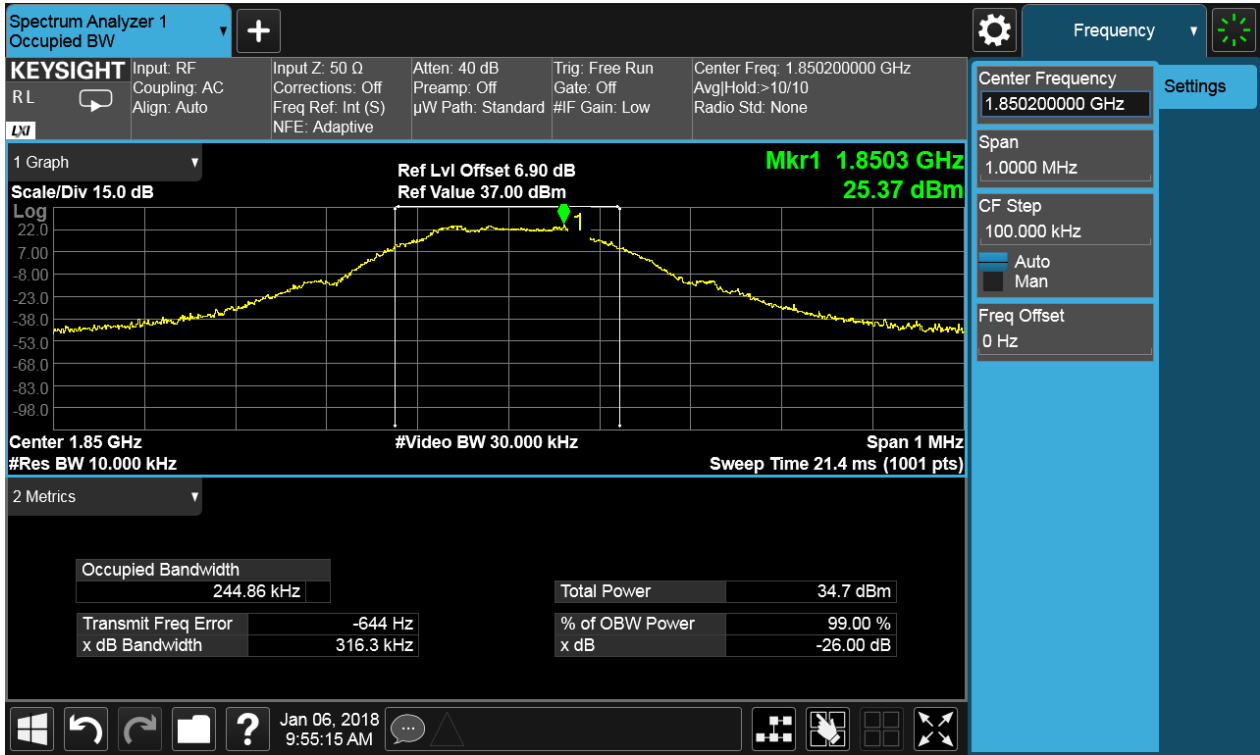 Spectrum Analyzer 1
Occupied BW
+
Frequency
KEYSIGHT
RL
LXI
Input: RF
Coupling: AC
Align: Auto
Input Z: 50 Ω
Corrections: Off
Freq Ref: Int (S)
NFE: Adaptive
Atten: 40 dB
Preamp: Off
µW Path: Standard
Trig: Free Run
Gate: Off
#IF Gain: Low
Center Freq: 1.850200000 GHz
Avg|Hold:>10/10
Radio Std: None
Center Frequency
1.850200000 GHz
Settings
Span
1.0000 MHz
CF Step
100.000 kHz
Auto
Man
Freq Offset
0 Hz
1 Graph
Scale/Div 15.0 dB
Ref Lvl Offset 6.90 dB
Ref Value 37.00 dBm
Mkr1 1.8503 GHz
25.37 dBm
Log
22.0
7.00
-8.00
-23.0
-38.0
-53.0
-68.0
-83.0
-98.0
1
Center 1.85 GHz
#Video BW 30.000 kHz
Span 1 MHz
#Res BW 10.000 kHz
Sweep Time 21.4 ms (1001 pts)
2 Metrics
Occupied Bandwidth
244.86 kHz
Total Power 34.7 dBm
Transmit Freq Error -644 Hz
% of OBW Power 99.00 %
x dB Bandwidth 316.3 kHz
x dB -26.00 dB
?
Jan 06, 2018
9:55:15 AM